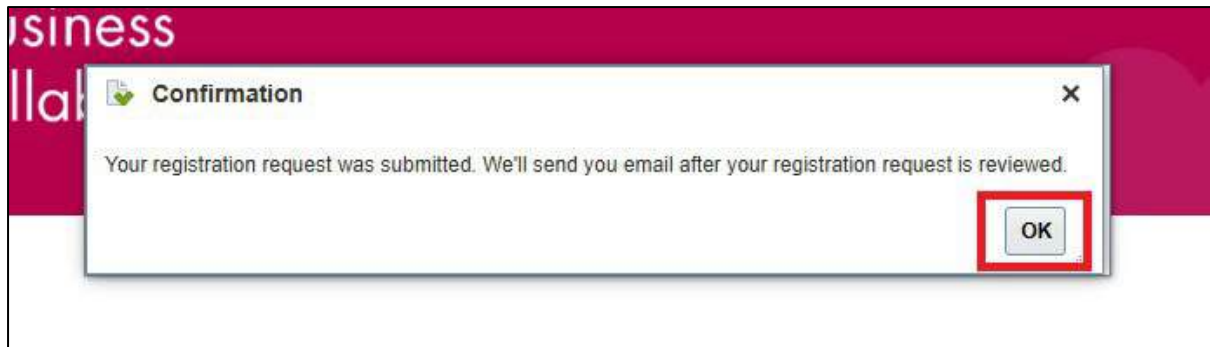 usiness
llab
Confirmation
Your registration request was submitted. We'll send you email after your registration request is reviewed.
OK